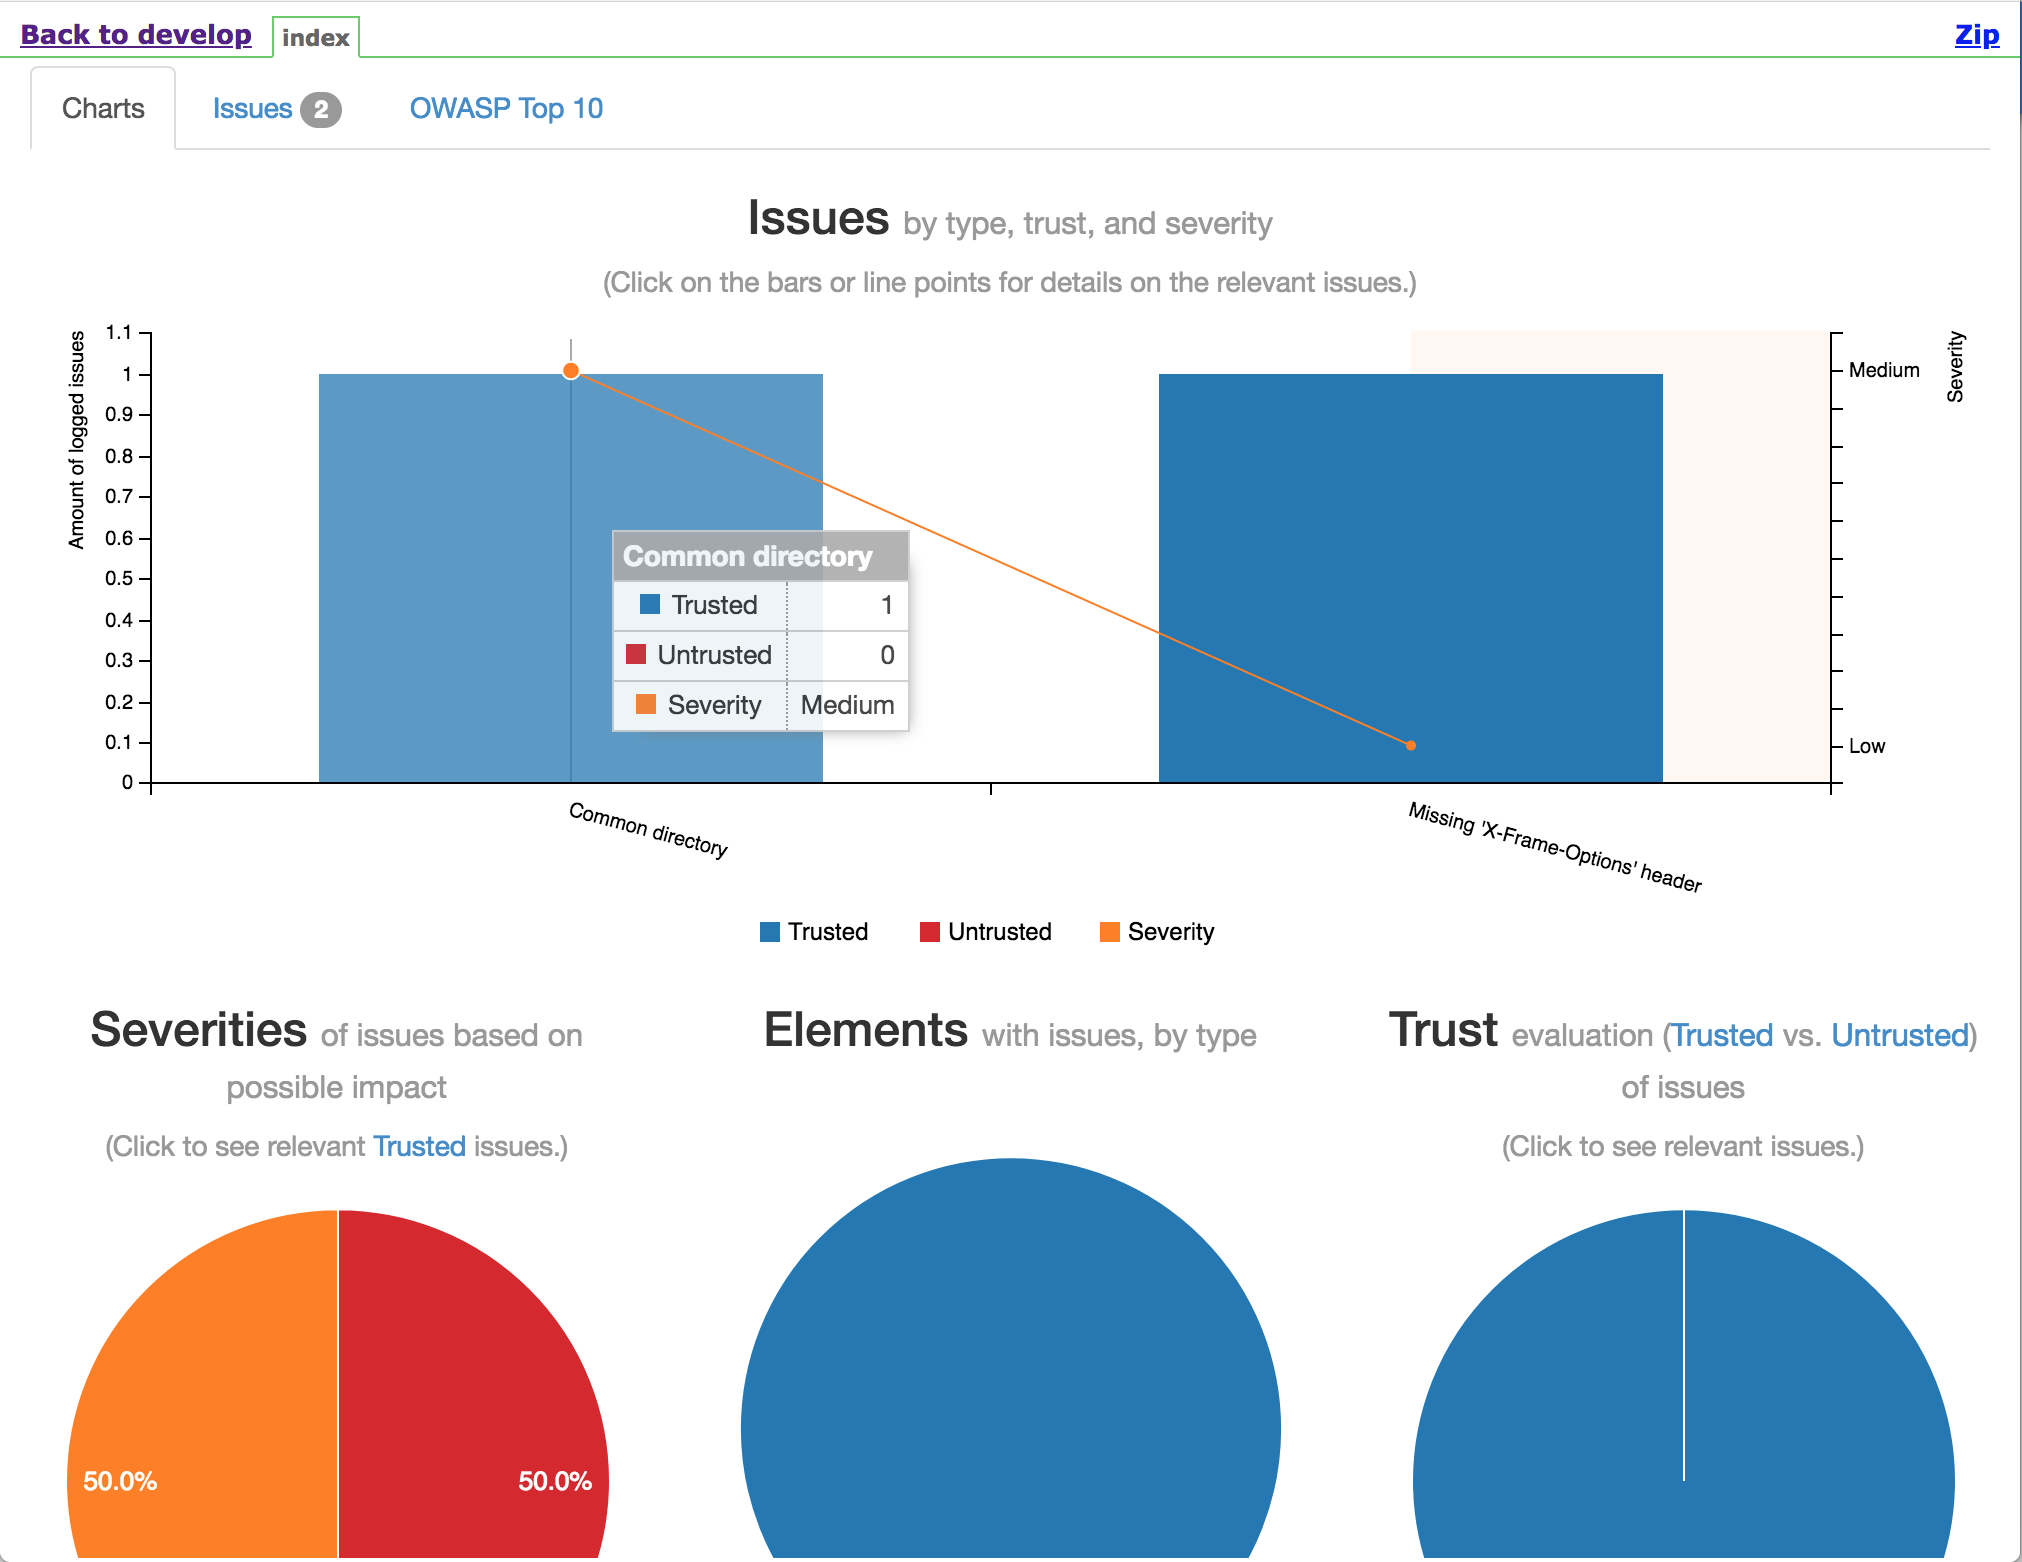 Back to develop index Zip
Charts Issues 2 OWASP Top 10
Issues by type, trust, and severity
(Click on the bars or line points for details on the relevant issues.)
Amount of logged issues
1.1
1
0.9
0.8
0.7
0.6
0.5
0.4
0.3
0.2
0.1
0
Common directory
Trusted 1
Untrusted 0
Severity Medium
Medium
Low
Severity
Common directory
Missing 'X-Frame-Options' header
Trusted Untrusted Severity
Severities of issues based on
possible impact
(Click to see relevant Trusted issues.)
50.0% 50.0%
Elements with issues, by type
Trust evaluation (Trusted vs. Untrusted)
of issues
(Click to see relevant issues.)